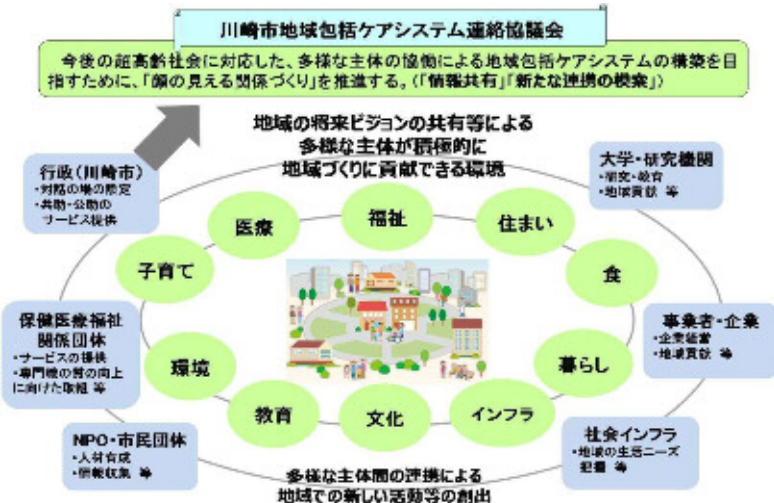 川崎市地域包括ケアシステム連絡協議会
今後の超高齢社会に対応した、多様な主体の協働による地域包括ケアシステムの構築を目
指すために、「顔の見える関係づくり」を推進する。(「情報共有」「新たな連携の模索」)
地域の将来ビジョンの共有等による
多様な主体が積極的に
地域づくりに貢献できる環境
行政(川崎市)
・対話の場の設定
・共助・公助の
サービス提供
大学・研究機関
・研究・教育
・地域貢献 等
医療
福祉
住まい
子育て
食
保健医療福祉
関係団体
・サービスの提供
・専門職の質の向上
に向けた取組 等
事業者・企業
・企業経営
・地域貢献 等
環境
暮らし
教育
文化
インフラ
NPO・市民団体
・人材育成
・情報収集 等
社会インフラ
・地域の生活ニーズ
把握 等
多様な主体間の連携による
地域での新しい活動等の創出